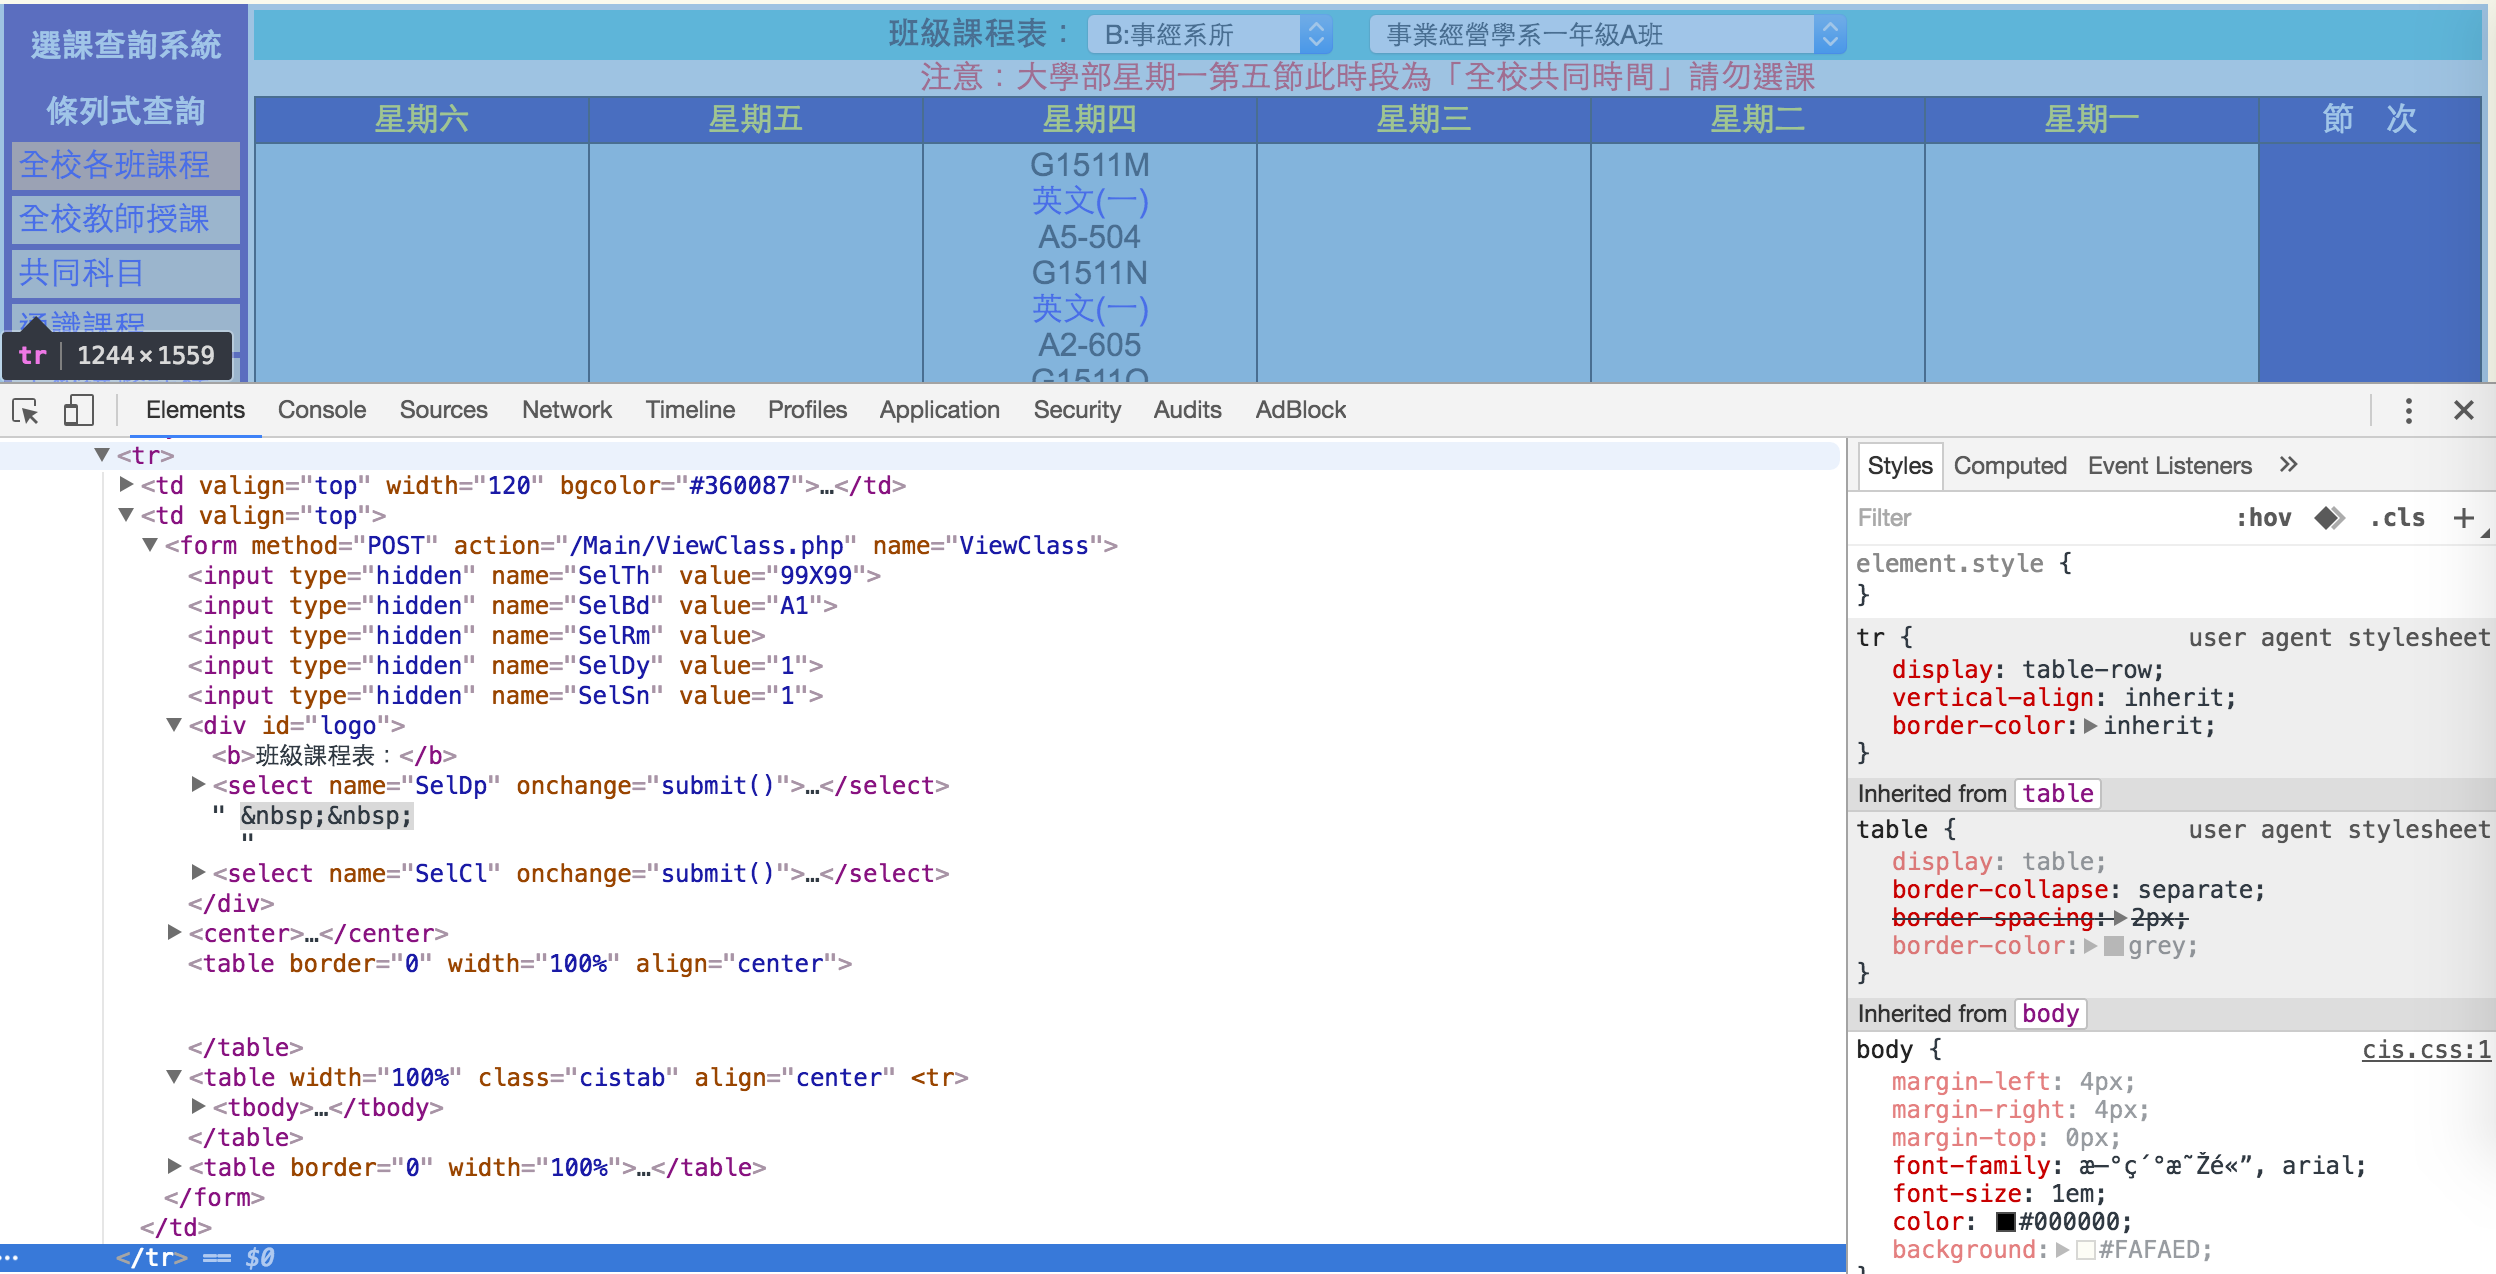 選課查詢系統
條列式查詢
全校各班課程
全校教師授課
共同科目
通識課程
tr 1244×1559
班級課程表： B:事經系所 事業經營學系一年級A班
注意：大學部星期一第五節此時段為「全校共同時間」請勿選課
星期六 星期五 星期四 星期三 星期二 星期一 節 次
G1511M
英文(一)
A5-504
G1511N
英文(一)
A2-605
Elements Console Sources Network Timeline Profiles Application Security Audits AdBlock
<tr>
<td valign="top" width="120" bgcolor="#360087">…</td>
<td valign="top">
<form method="POST" action="/Main/ViewClass.php" name="ViewClass">
<input type="hidden" name="SelTh" value="99X99">
<input type="hidden" name="SelBd" value="A1">
<input type="hidden" name="SelRm" value>
<input type="hidden" name="SelDy" value="1">
<input type="hidden" name="SelSn" value="1">
<div id="logo">
<b>班級課程表：</b>
<select name="SelDp" onchange="submit()">…</select>
" &nbsp;&nbsp;
"
<select name="SelCl" onchange="submit()">…</select>
</div>
<center>…</center>
<table border="0" width="100%" align="center">
</table>
<table width="100%" class="cistab" align="center" <tr>
<tbody>…</tbody>
</table>
<table border="0" width="100%">…</table>
</form>
</td>
… </tr> == $0
Styles Computed Event Listeners »
Filter :hov .cls +
element.style {
}
tr { user agent stylesheet
display: table-row;
vertical-align: inherit;
border-color: inherit;
}
Inherited from table
table { user agent stylesheet
display: table;
border-collapse: separate;
border-spacing: 2px;
border-color: grey;
}
Inherited from body
body { cis.css:1
margin-left: 4px;
margin-right: 4px;
margin-top: 0px;
font-family: æ–°ç´°æ˜Žé«”, arial;
font-size: 1em;
color: #000000;
background: #FAFAED;